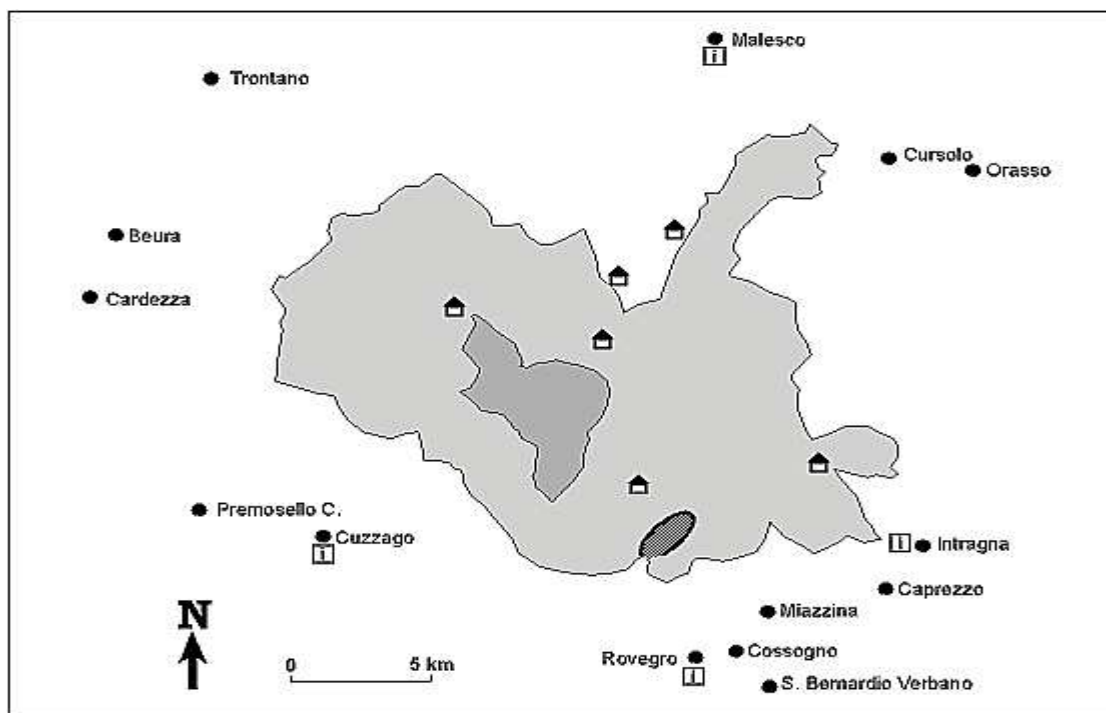 Malesco
i
Trontano
Cursolo
Orasso
Beura
Cardezza
Premosello C.
Cuzzago
i
i
Intragna
Caprezzo
Miazzina
N
0 5 km
Rovegro
i
Cossogno
S. Bernardio Verbano